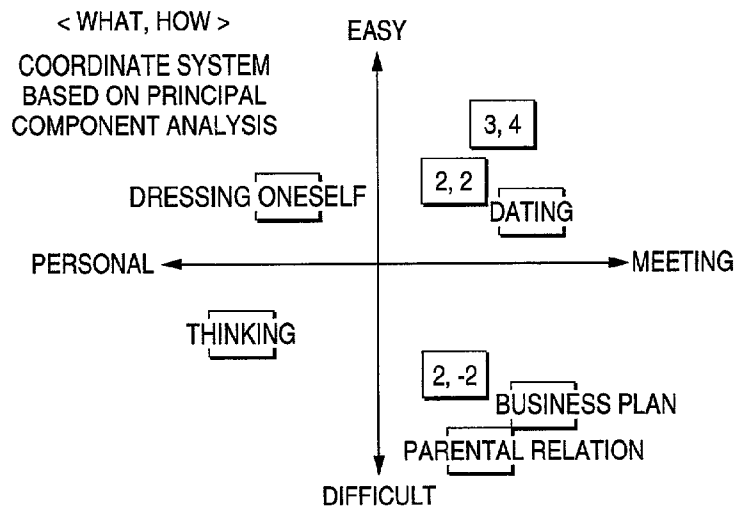 < WHAT, HOW >
COORDINATE SYSTEM
BASED ON PRINCIPAL
COMPONENT ANALYSIS
EASY
3, 4
2, 2
DRESSING ONESELF
DATING
PERSONAL
MEETING
THINKING
2, -2
BUSINESS PLAN
PARENTAL RELATION
DIFFICULT